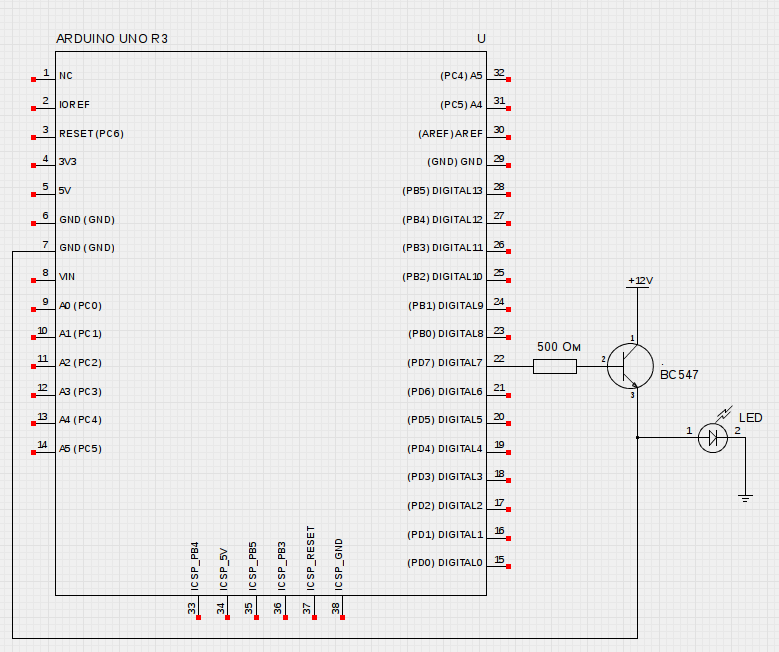 ARDUINO UNO R3
U
1 NC
2 IOREF
3 RESET(PC6)
4 3V3
5 5V
6 GND(GND)
7 GND(GND)
8 VIN
9 A0(PC0)
10 A1(PC1)
11 A2(PC2)
12 A3(PC3)
13 A4(PC4)
14 A5(PC5)
(PC4)A5 32
(PC5)A4 31
(AREF)AREF 30
(GND)GND 29
(PB5)DIGITAL13 28
(PB4)DIGITAL12 27
(PB3)DIGITAL11 26
(PB2)DIGITAL10 25
(PB1)DIGITAL9 24
(PB0)DIGITAL8 23
(PD7)DIGITAL7 22
(PD6)DIGITAL6 21
(PD5)DIGITAL5 20
(PD4)DIGITAL4 19
(PD3)DIGITAL3 18
(PD2)DIGITAL2 17
(PD1)DIGITAL1 16
(PD0)DIGITAL0 15
33 ICSP_PB4
34 ICSP_5V
35 ICSP_PB5
36 ICSP_PB3
37 ICSP_RESET
38 ICSP_GND
500 Ом
+12V
1
2
3
BC547
LED
1
2